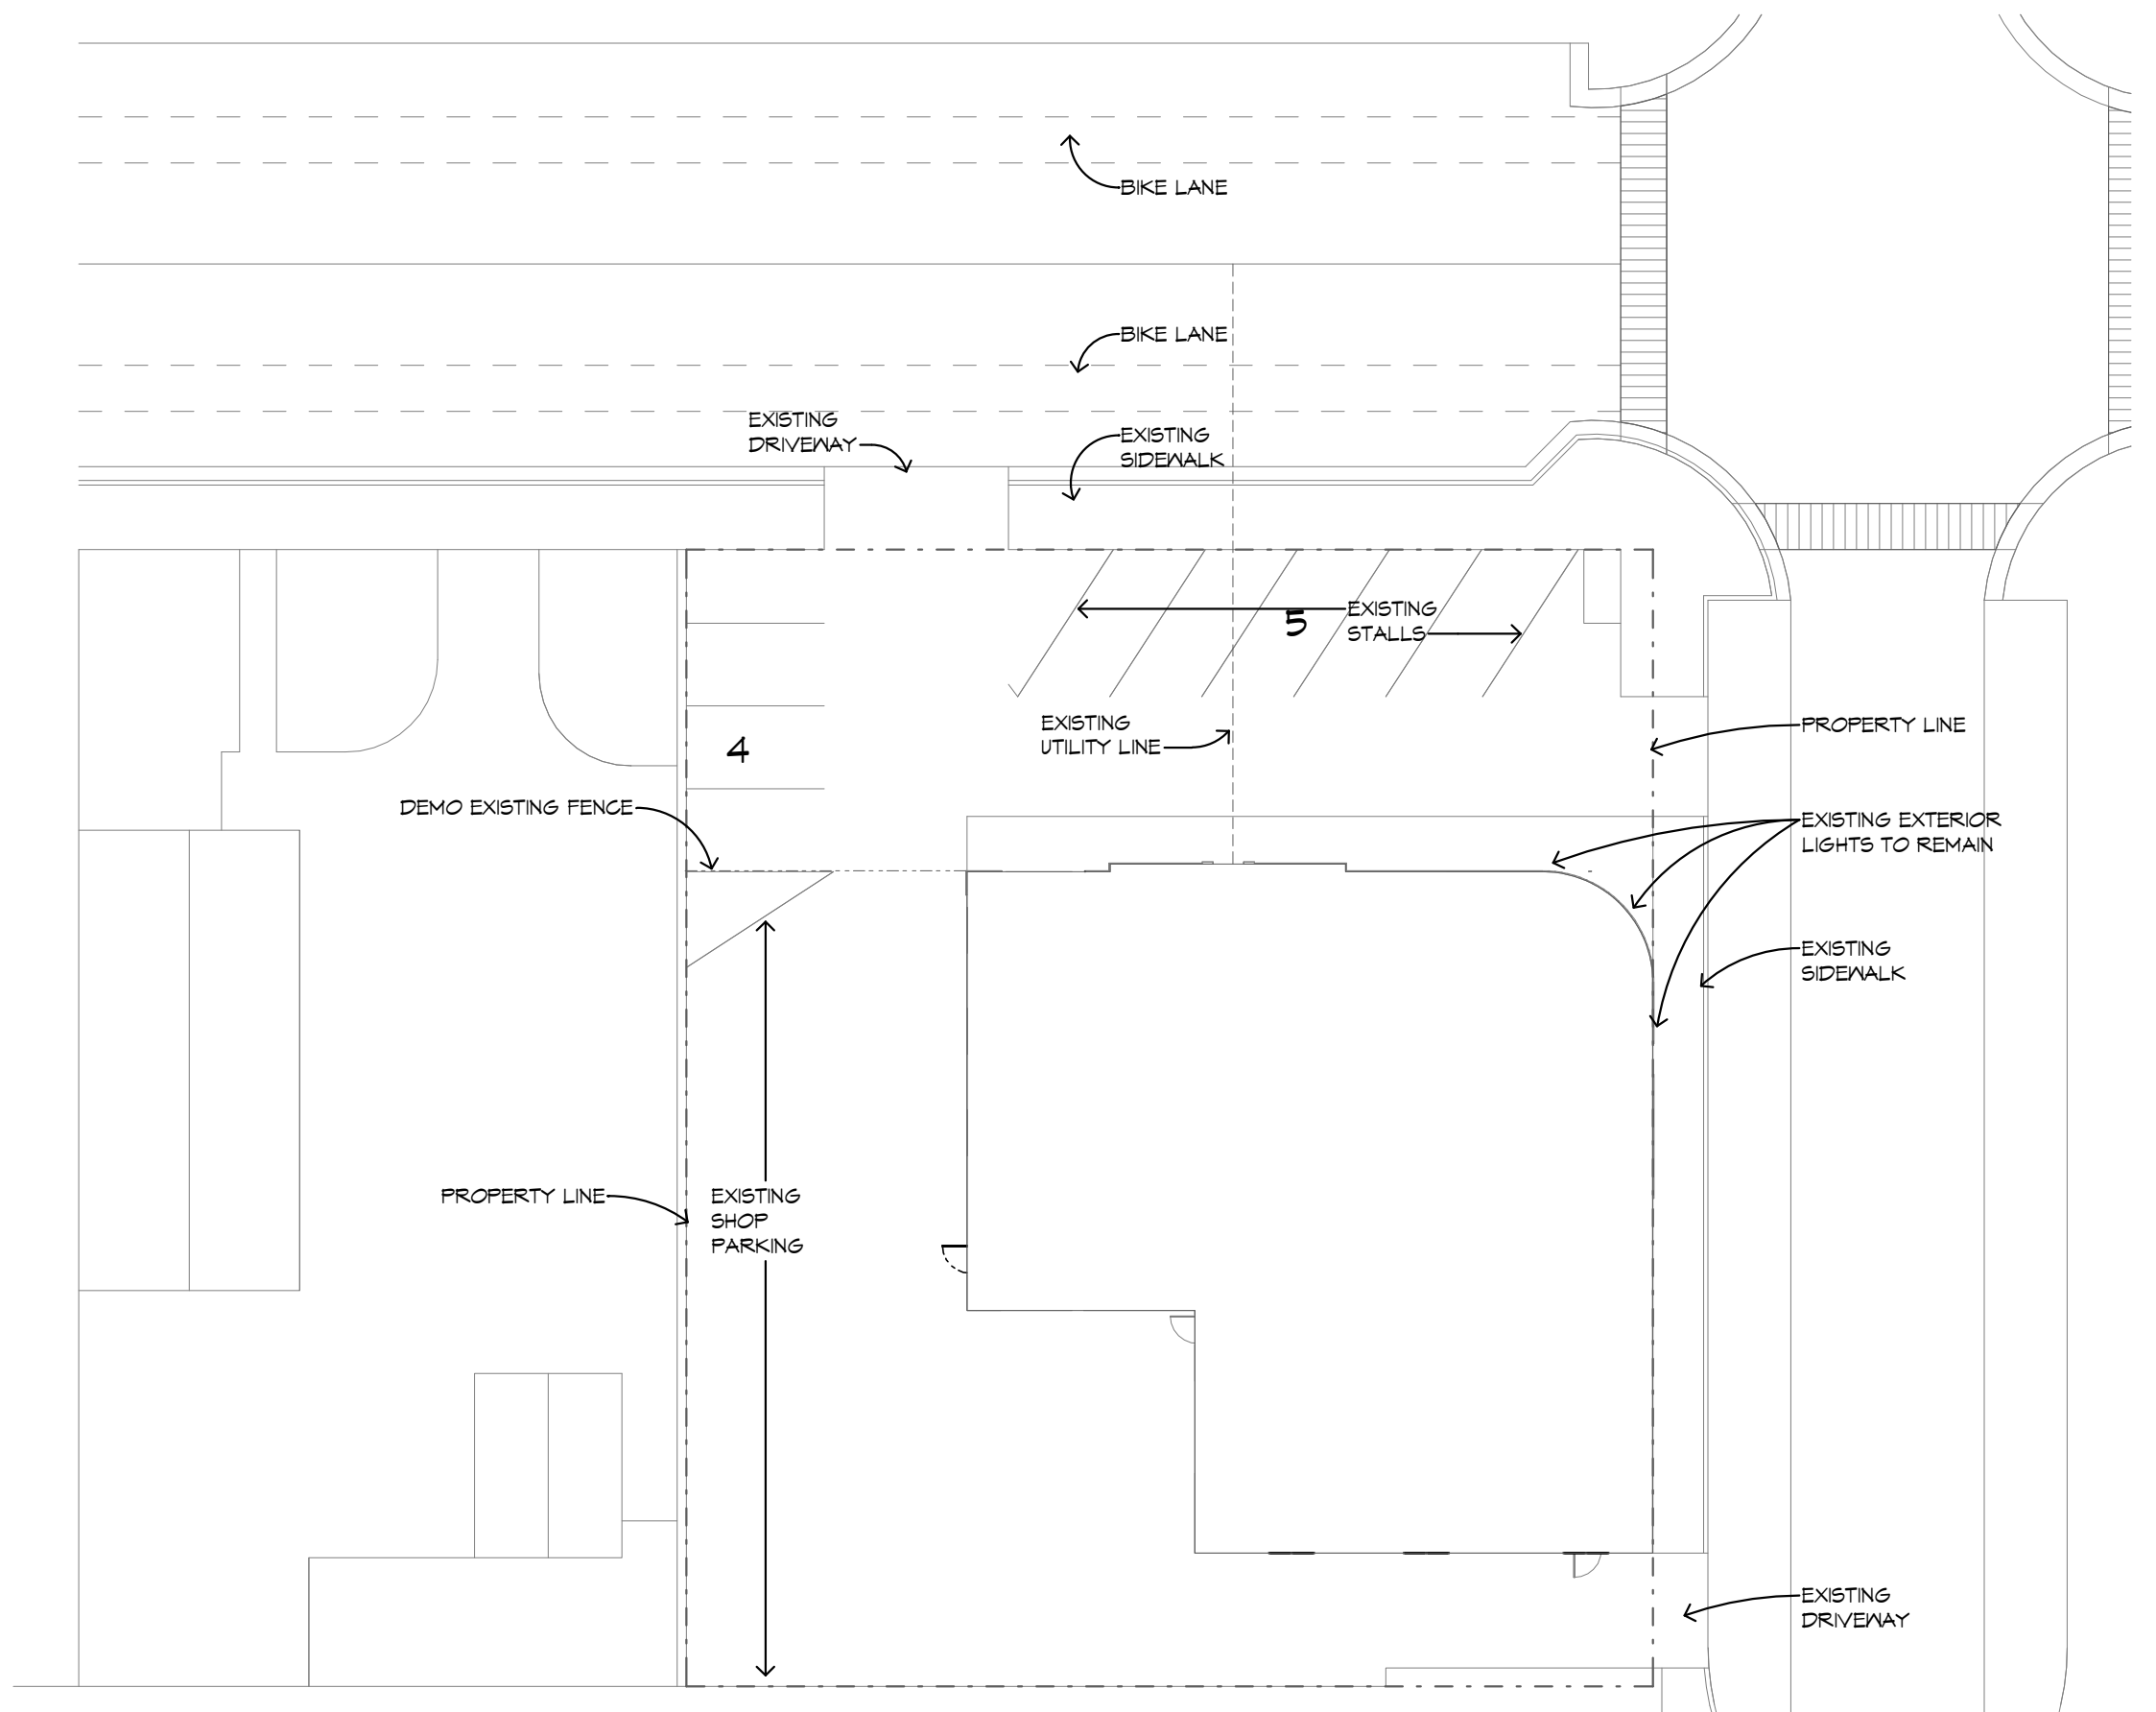 BIKE LANE
BIKE LANE
EXISTING
DRIVEWAY
EXISTING
SIDEWALK
5
EXISTING
STALLS
EXISTING
UTILITY LINE
PROPERTY LINE
4
DEMO EXISTING FENCE
EXISTING EXTERIOR
LIGHTS TO REMAIN
EXISTING
SIDEWALK
PROPERTY LINE
EXISTING
SHOP
PARKING
EXISTING
DRIVEWAY